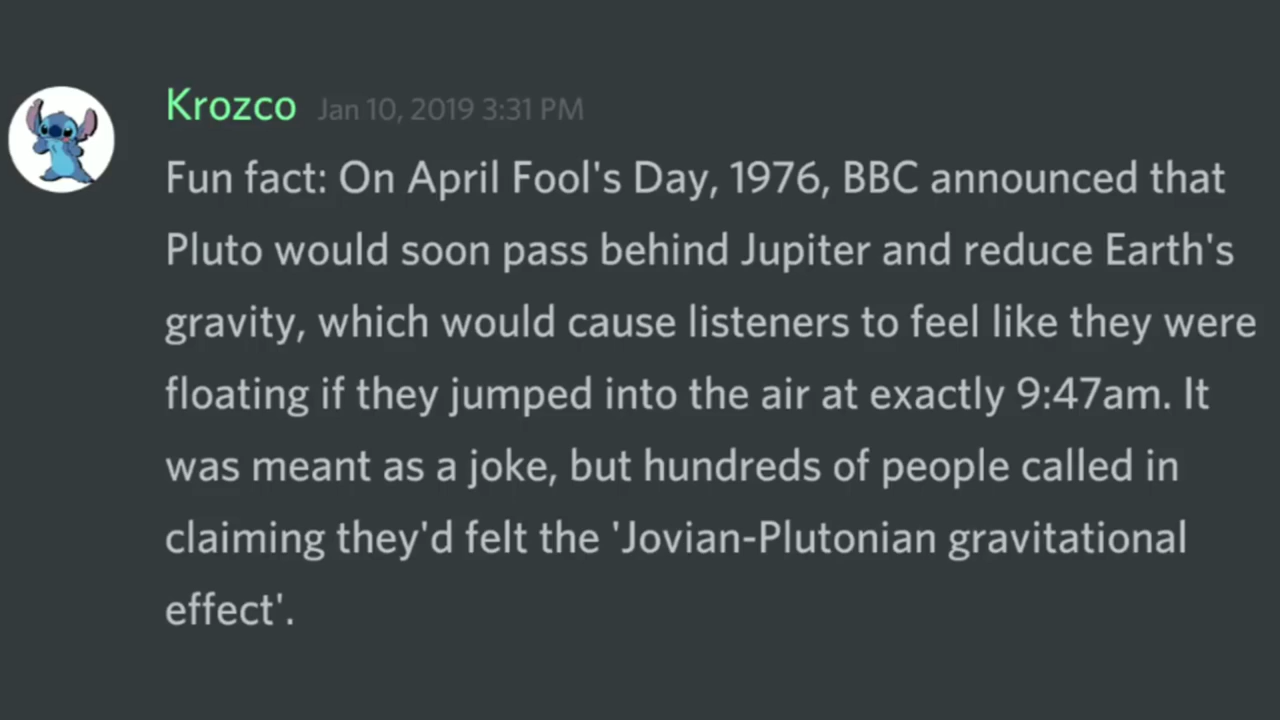 Krozco Jan 10, 2019 3:31 PM
Fun fact: On April Fool's Day, 1976, BBC announced that
Pluto would soon pass behind Jupiter and reduce Earth's
gravity, which would cause listeners to feel like they were
floating if they jumped into the air at exactly 9:47am. It
was meant as a joke, but hundreds of people called in
claiming they'd felt the 'Jovian-Plutonian gravitational
effect'.